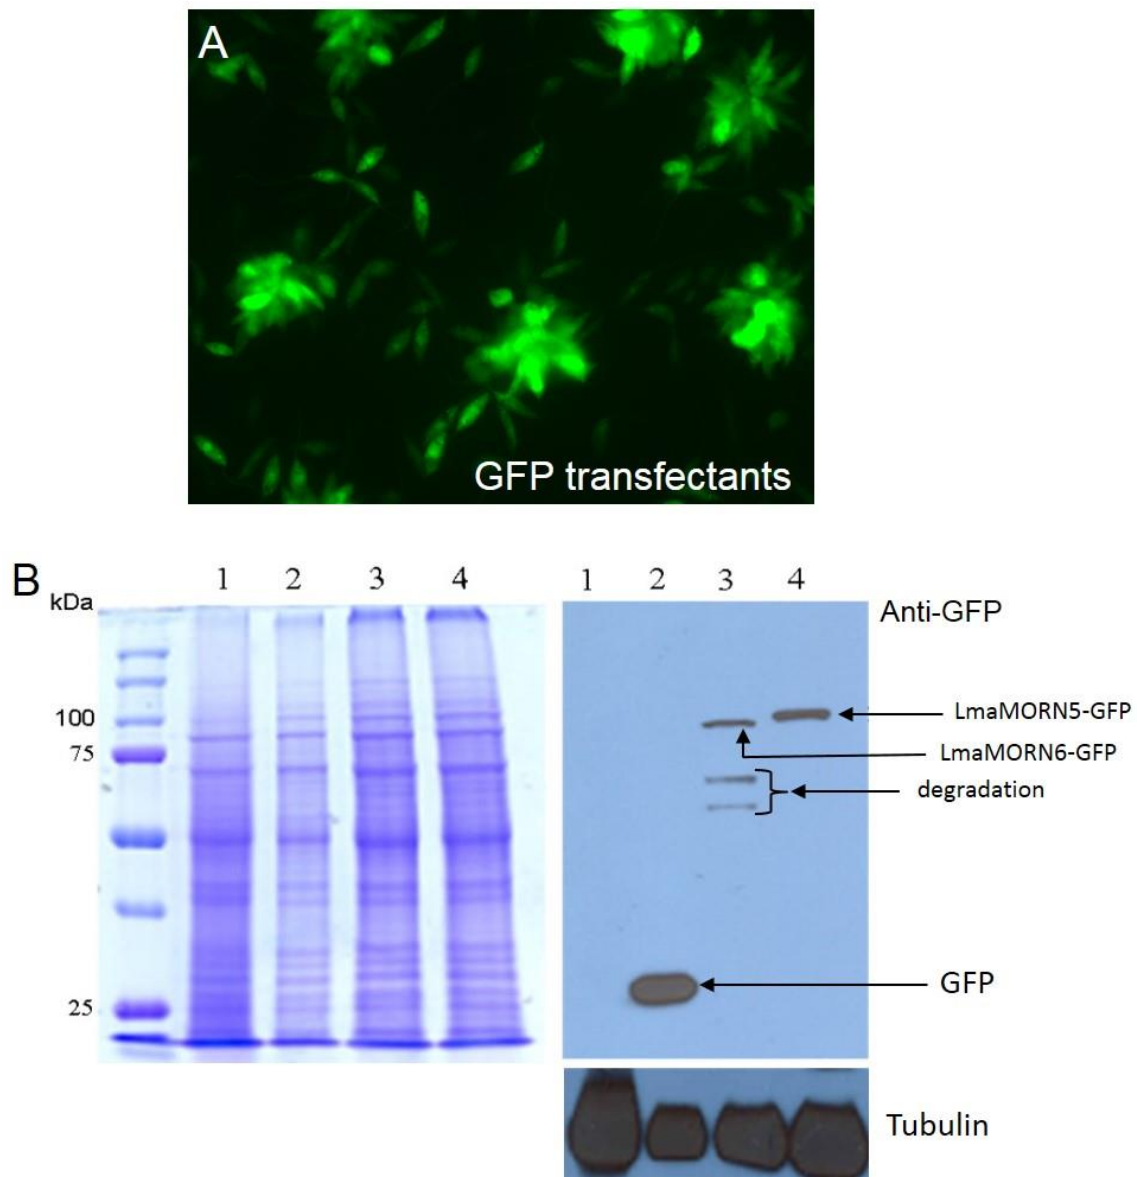 A
GFP transfectants
B
kDa
1 2 3 4
100
75
25
1 2 3 4
Anti-GFP
LmaMORN5-GFP
LmaMORN6-GFP
degradation
GFP
Tubulin